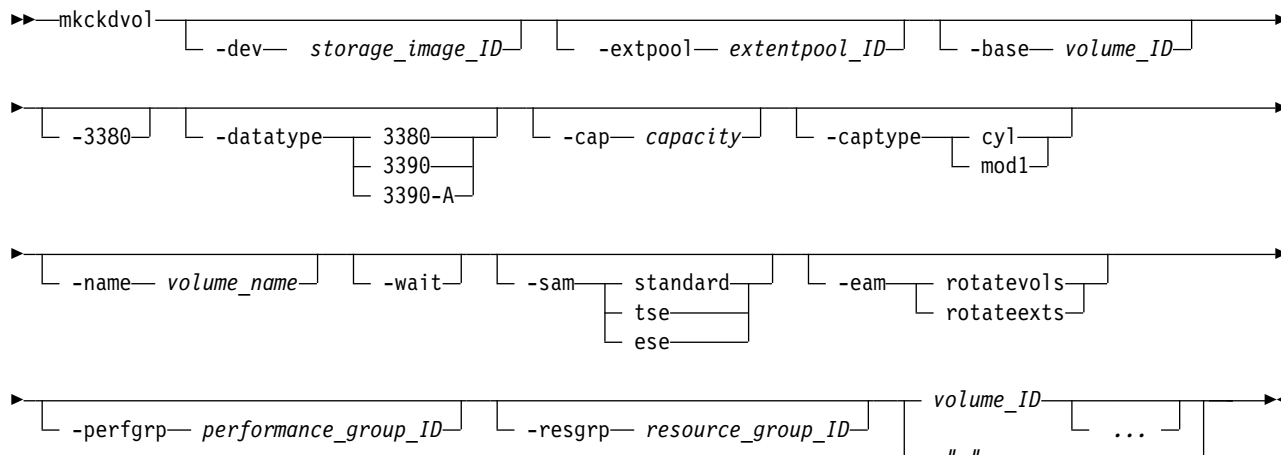 mkckdvol
-dev storage_image_ID -extpool extentpool_ID -base volume_ID
-3380 -datatype 3380 -cap capacity -captype cyl
3390 mod1
3390-A
-name volume_name -wait -sam standard -eam rotatevols
tse rotateexts
ese
volume_ID
-perfgrp performance_group_ID -resgrp resource_group_ID ...